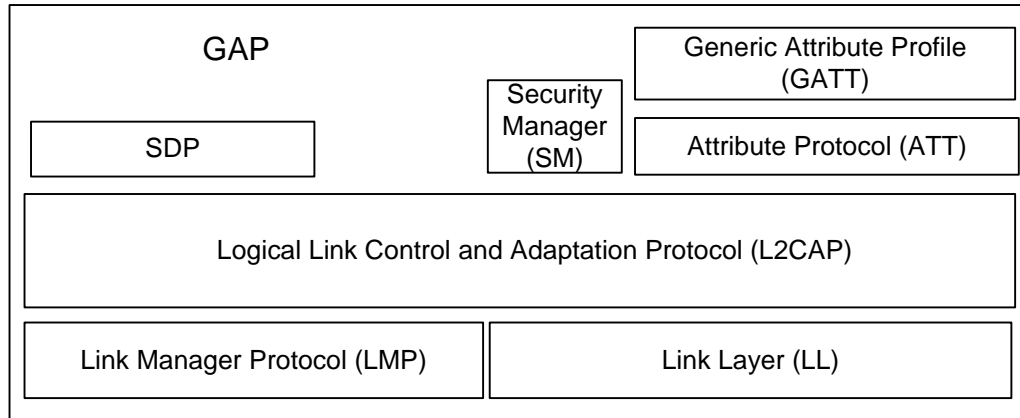 GAP
Generic Attribute Profile
(GATT)
Security
Manager
(SM)
SDP
Attribute Protocol (ATT)
Logical Link Control and Adaptation Protocol (L2CAP)
Link Manager Protocol (LMP)
Link Layer (LL)